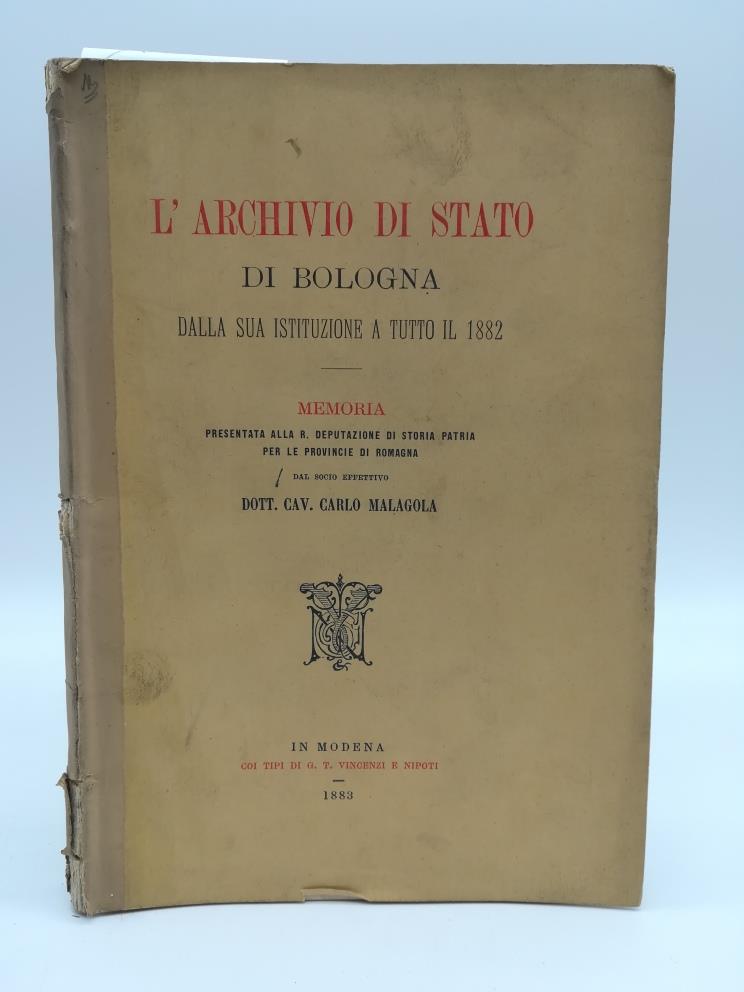 L' ARCHIVIO DI STATO
DI BOLOGNA
DALLA SUA ISTITUZIONE A TUTTO IL 1882
MEMORIA
PRESENTATA ALLA R. DEPUTAZIONE DI STORIA PATRIA
PER LE PROVINCIE DI ROMAGNA
DAL SOCIO EFFETTIVO
DOTT. CAV. CARLO MALAGOLA
IN MODENA
COI TIPI DI G. T. VINCENZI E NIPOTI
1883